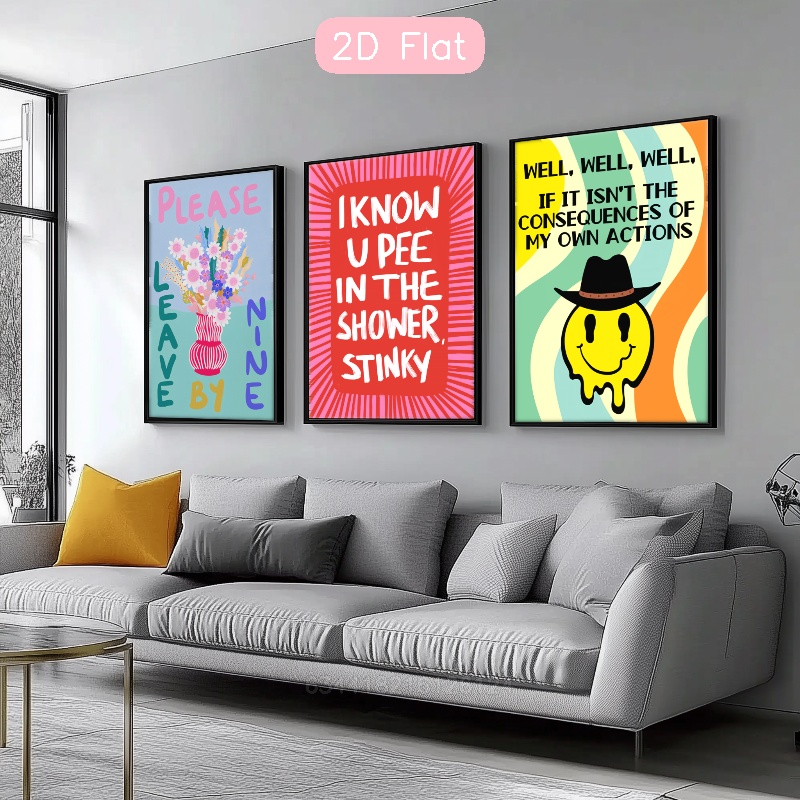 2D Flat
PLEASE
LEAVE
BY
NINE
I KNOW
U PEE
IN THE
SHOWER,
STINKY
WELL, WELL, WELL,
IF IT ISN'T THE
CONSEQUENCES OF
MY OWN ACTIONS